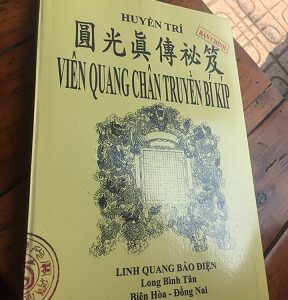 HUYỀN TRÍ
BẢN CHÍNH
圓光眞傳祕笈
VIÊN QUANG CHÂN TRUYỀN BÍ KÍP
LINH QUANG BẢO ĐIỆN
Long Bình Tân
Biên Hòa - Đồng Nai